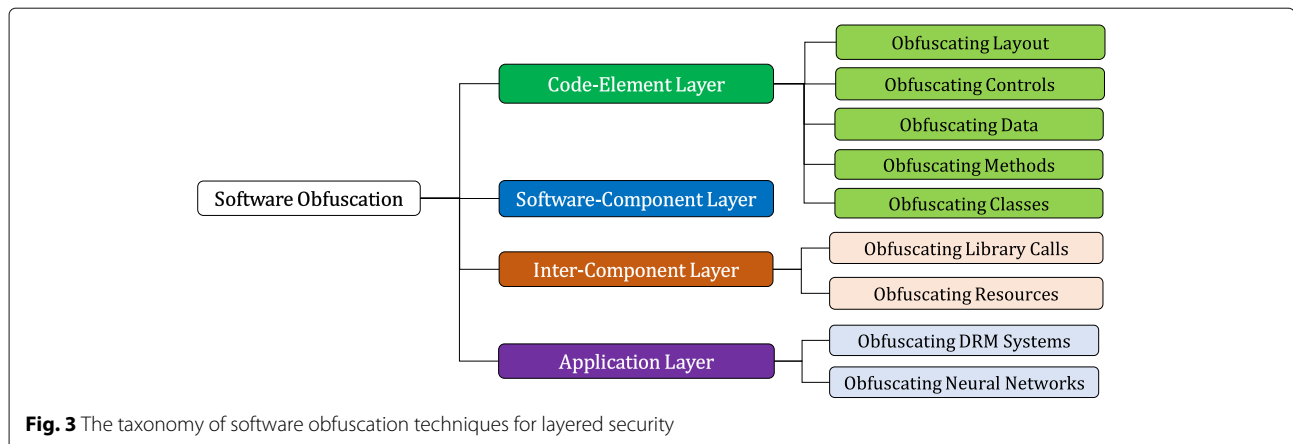 Software Obfuscation
Code-Element Layer
Obfuscating Layout
Obfuscating Controls
Obfuscating Data
Obfuscating Methods
Obfuscating Classes
Software-Component Layer
Inter-Component Layer
Obfuscating Library Calls
Obfuscating Resources
Application Layer
Obfuscating DRM Systems
Obfuscating Neural Networks
Fig. 3 The taxonomy of software obfuscation techniques for layered security